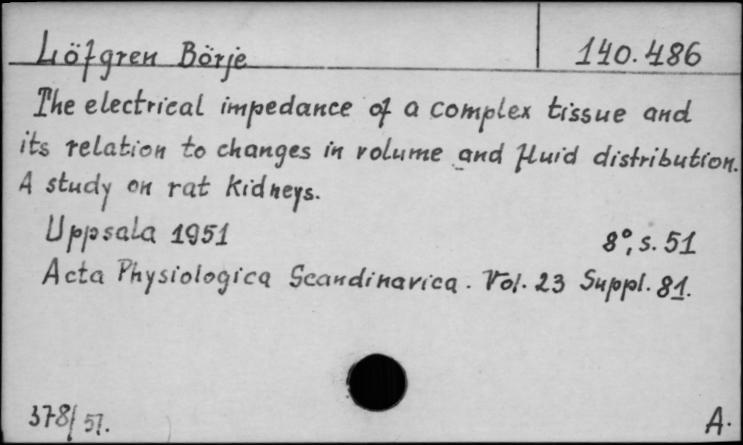 Löfgren Börje 140.486
The electrical impedance of a complex tissue and
its relation to changes in volume and fluid distribution.
A study on rat kidneys.
Uppsala 1951 8°, s. 51
Acta Physiologica Scandinavica. Vol. 23 Suppl. 81.
378/57. A.